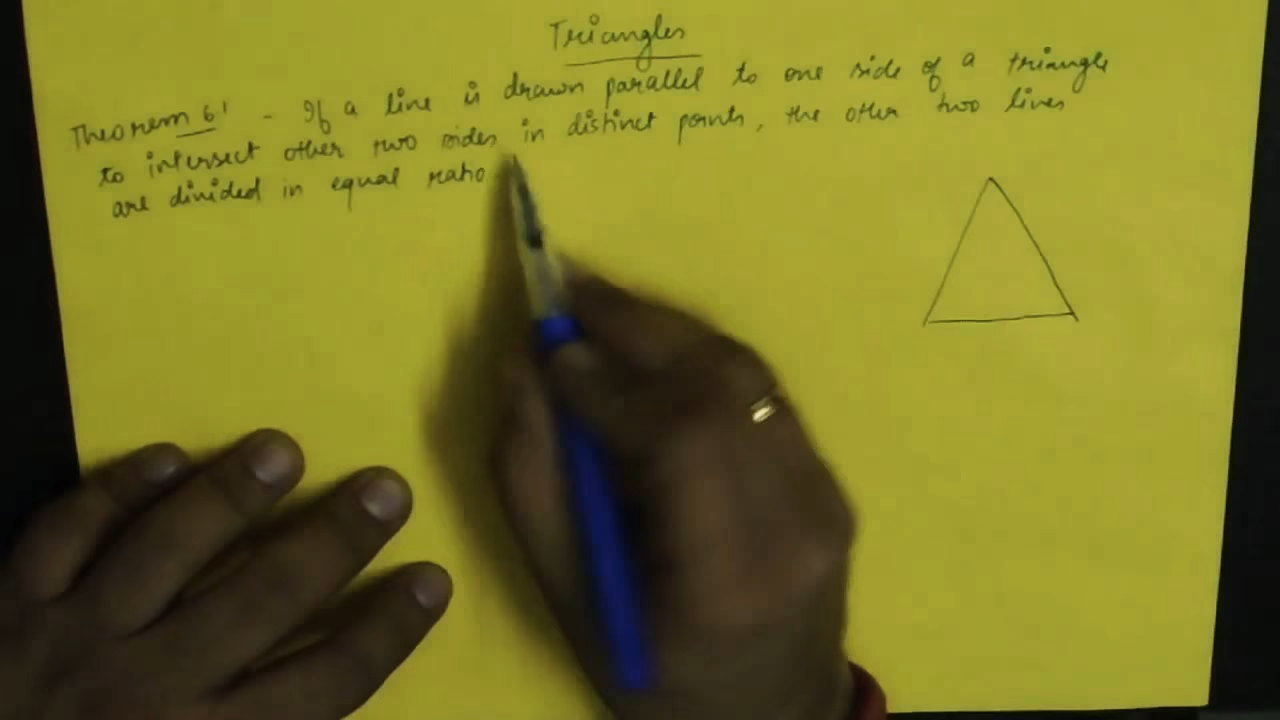 Triangles
Theorem 6.1 - If a line is drawn parallel to one side of a triangle
to intersect other two sides in distinct points, the other two lines
are divided in equal ratio